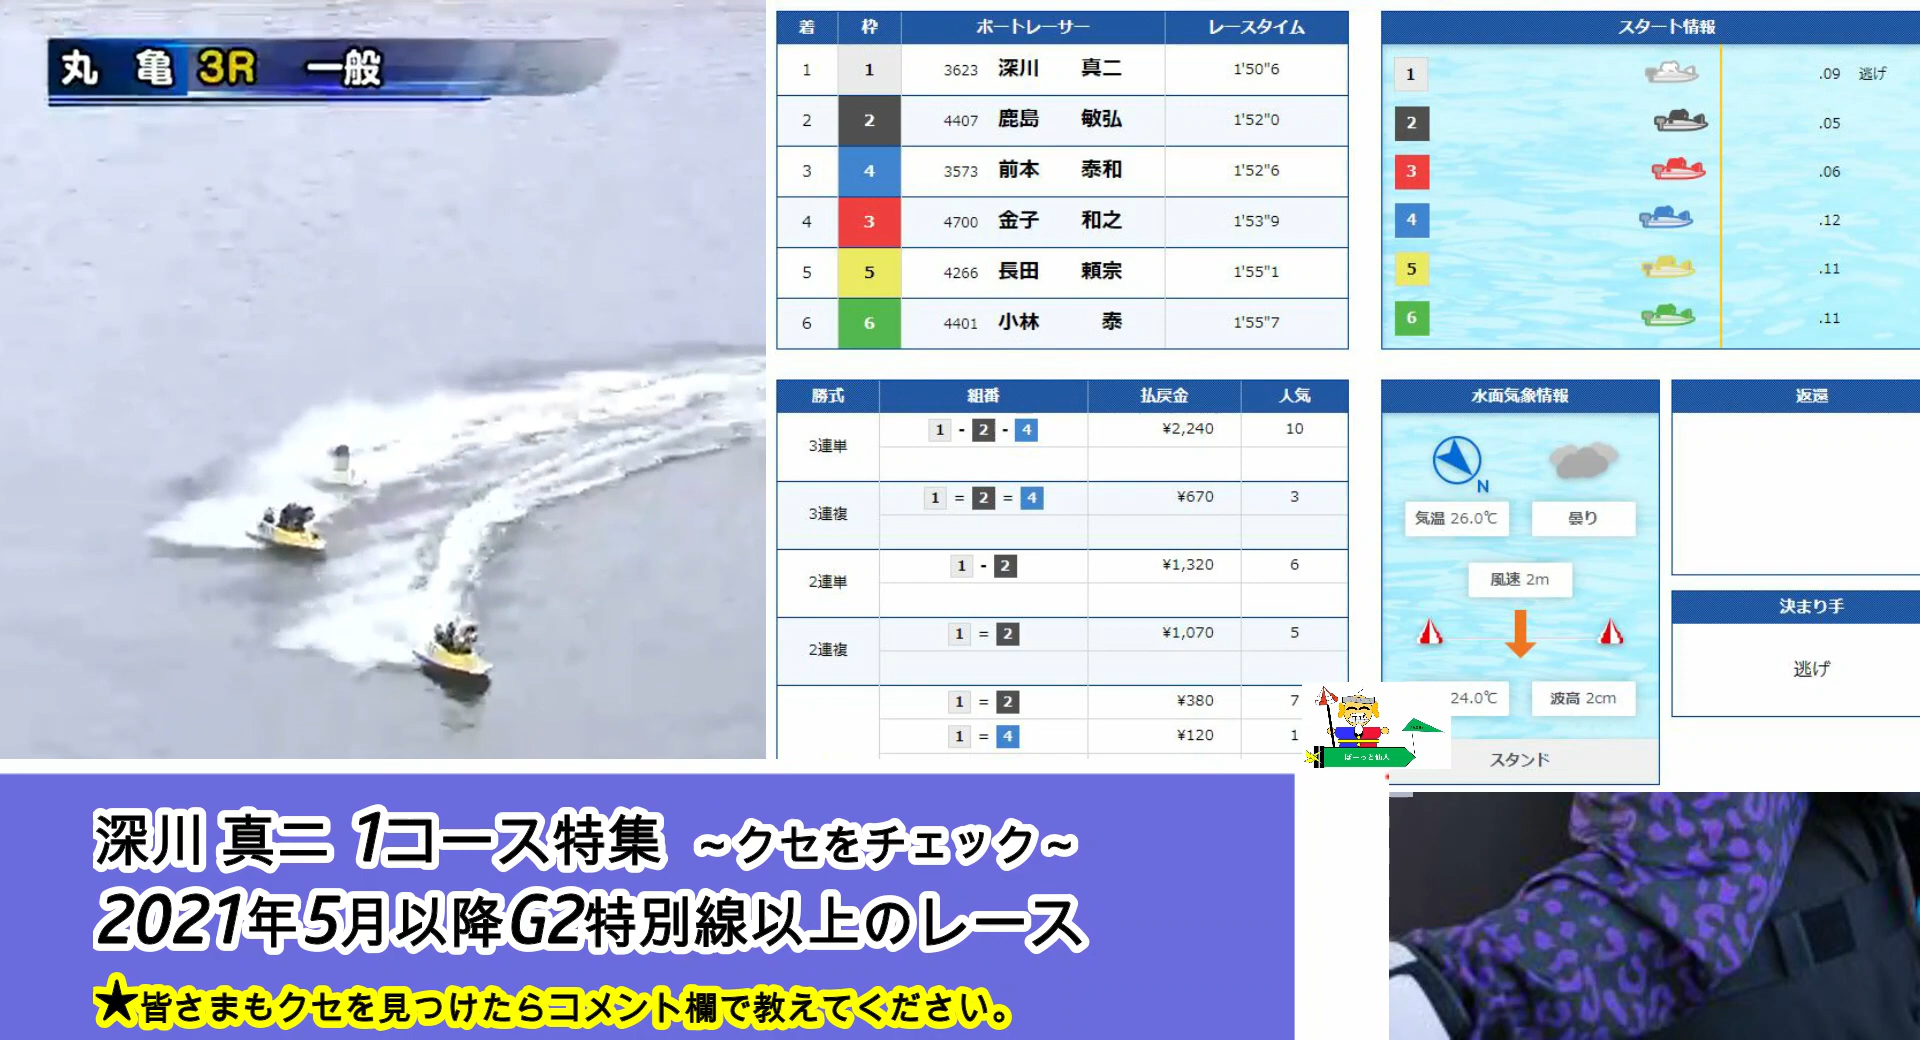 丸 亀 3R 一般
着 枠 ボートレーサー レースタイム
1 1 3623 深川 真二 1'50"6
2 2 4407 鹿島 敏弘 1'52"0
3 4 3573 前本 泰和 1'52"6
4 3 4700 金子 和之 1'53"9
5 5 4266 長田 頼宗 1'55"1
6 6 4401 小林 泰 1'55"7
スタート情報
1 .09 逃げ
2 .05
3 .06
4 .12
5 .11
6 .11
勝式 組番 払戻金 人気
3連単 1 - 2 - 4 ¥2,240 10
3連複 1 = 2 = 4 ¥670 3
2連単 1 - 2 ¥1,320 6
2連複 1 = 2 ¥1,070 5
1 = 2 ¥380 7
1 = 4 ¥120 1
水面気象情報
N
気温 26.0℃ 曇り
風速 2m
24.0℃ 波高 2cm
スタンド
返還
決まり手
逃げ
ぼーっと仙人
深川 真二 1コース特集 ~クセをチェック~
2021年5月以降G2特別線以上のレース
★皆さまもクセを見つけたらコメント欄で教えてください。